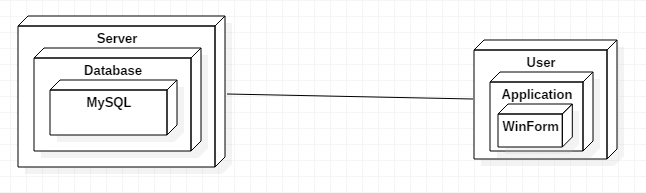 Server
Database
MySQL
User
Application
WinForm